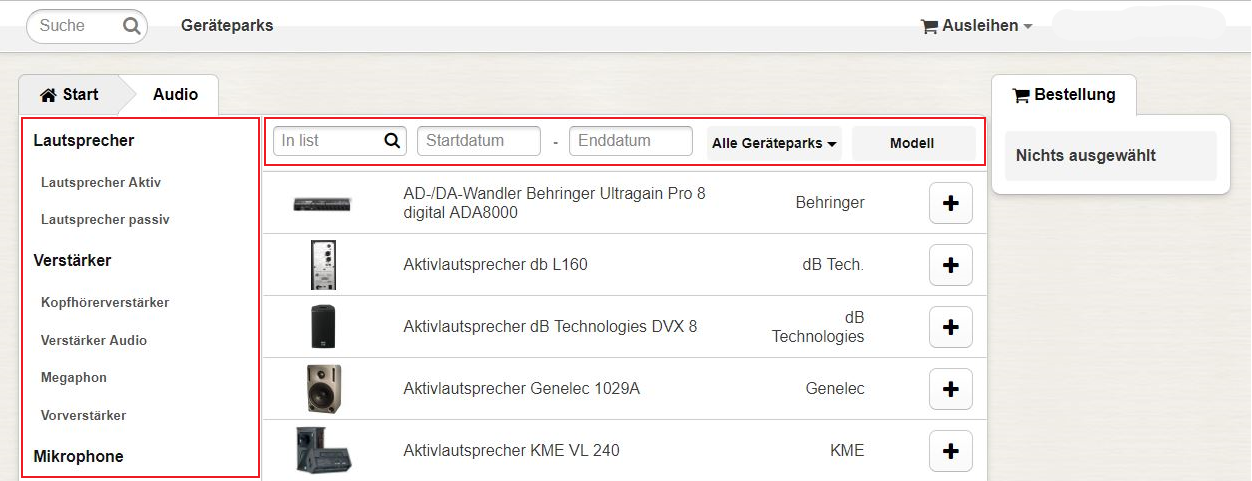 Suche
Geräteparks
Ausleihen
Start
Audio
Bestellung
Lautsprecher
Lautsprecher Aktiv
Lautsprecher passiv
Verstärker
Kopfhörerverstärker
Verstärker Audio
Megaphon
Vorverstärker
Mikrophone
In list
Startdatum
-
Enddatum
Alle Geräteparks
Modell
AD-/DA-Wandler Behringer Ultragain Pro 8
digital ADA8000
Behringer
Aktivlautsprecher db L160
dB Tech.
Aktivlautsprecher dB Technologies DVX 8
dB
Technologies
Aktivlautsprecher Genelec 1029A
Genelec
Aktivlautsprecher KME VL 240
KME
Nichts ausgewählt